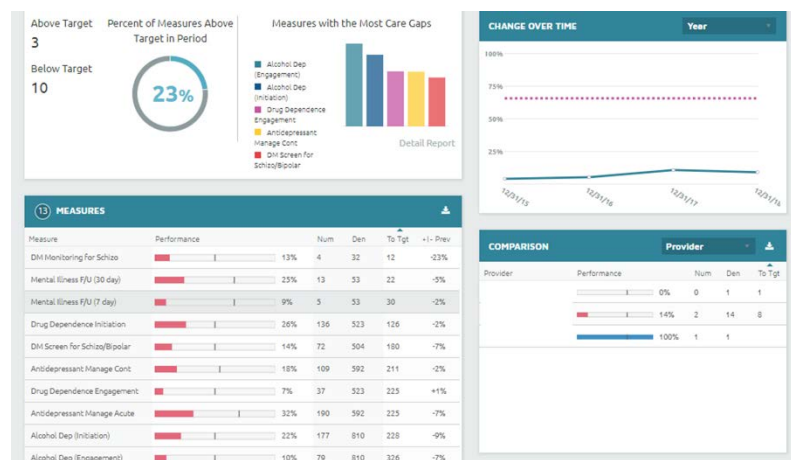 Above Target
3
Below Target
10
Percent of Measures Above
Target in Period
23%
Measures with the Most Care Gaps
Alcohol Dep
(Engagement)
Alcohol Dep
(Initiation)
Drug Dependence
Engagement
Antidepressant
Manage Cont
DM Screen for
Schizo/Bipolar
Detail Report
CHANGE OVER TIME Year
100%
75%
50%
25%
12/31/15 12/31/16 12/31/17
13 MEASURES
Measure Performance Num Den To Tgt +/- Prev
DM Monitoring for Schizo 13% 4 32 12 -23%
Mental Illness F/U (30 day) 25% 13 53 22 -5%
Mental Illness F/U (7 day) 9% 5 53 30 -2%
Drug Dependence Initiation 26% 136 523 126 -2%
DM Screen for Schizo/Bipolar 14% 72 504 180 -7%
Antidepressant Manage Cont 18% 109 592 211 -2%
Drug Dependence Engagement 7% 37 523 225 +1%
Antidepressant Manage Acute 32% 190 592 225 -7%
Alcohol Dep (Initiation) 22% 177 810 228 -9%
Alcohol Dep (Engagement) 10% 79 810 326 -7%
COMPARISON Provider
Provider Performance Num Den To Tgt
0% 0 1 1
14% 2 14 8
100% 1 1